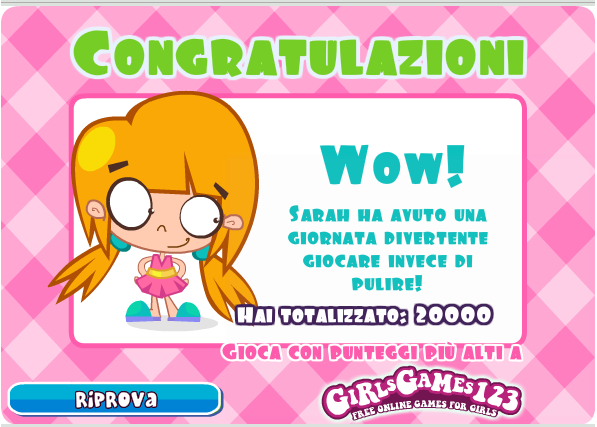 Congratulazioni
Wow!
Sarah ha avuto una
giornata divertente
giocare invece di
pulire!
Hai totalizzato: 20000
Gioca con punteggi più alti a
Riprova
GirlsGames123
Free Online Games for Girls